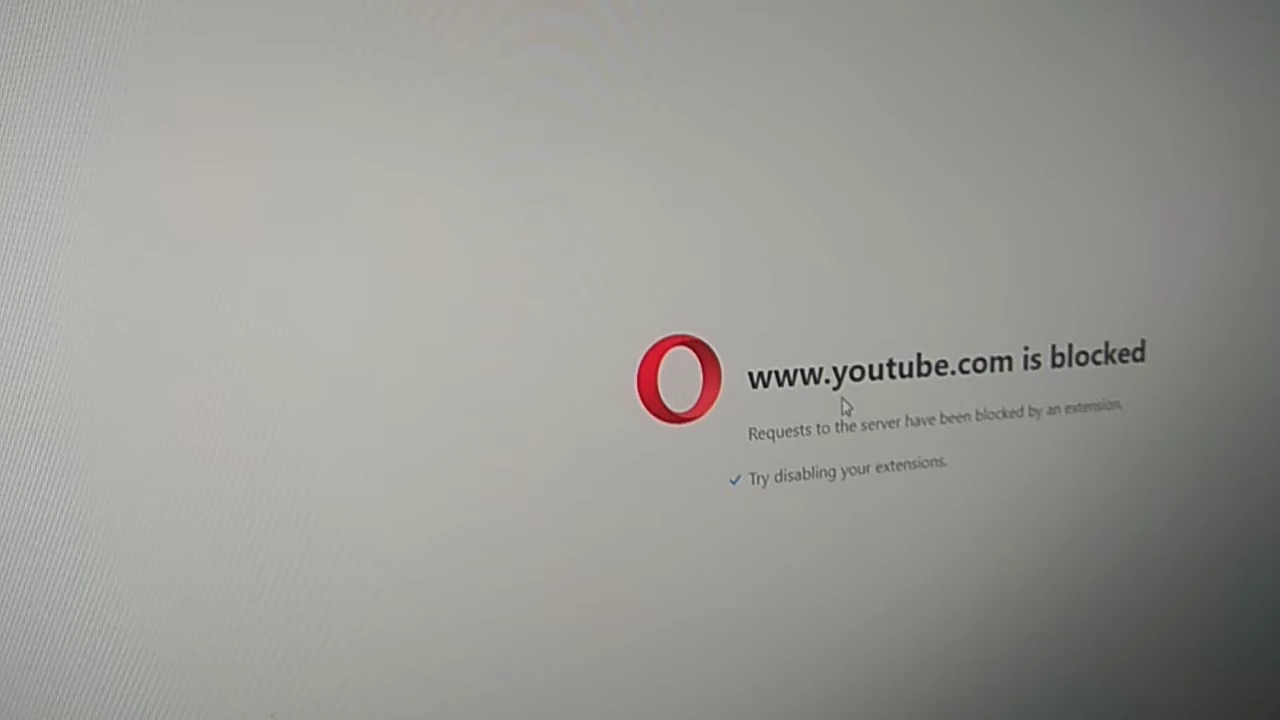 www.youtube.com is blocked
Requests to the server have been blocked by an extension.
Try disabling your extensions.